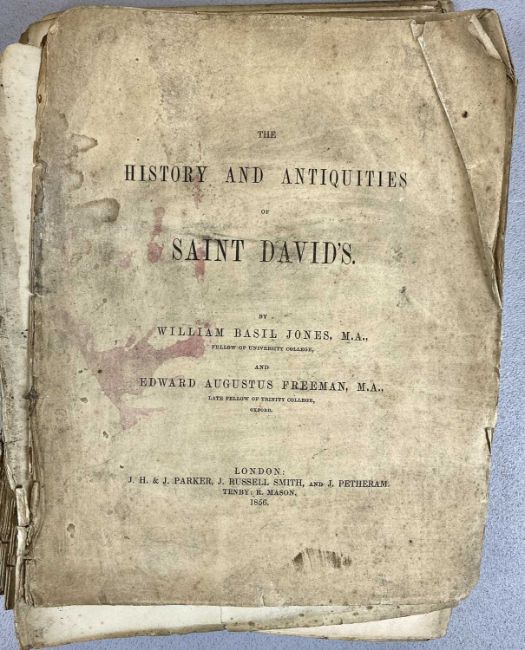 THE
HISTORY AND ANTIQUITIES
OF
SAINT DAVID'S.
BY
WILLIAM BASIL JONES, M.A.,
FELLOW OF UNIVERSITY COLLEGE,
AND
EDWARD AUGUSTUS FREEMAN, M.A.,
LATE FELLOW OF TRINITY COLLEGE,
OXFORD.
LONDON:
J. H. & J. PARKER, J. RUSSELL SMITH, AND J. PETHERAM.
TENBY: R. MASON,
1856.